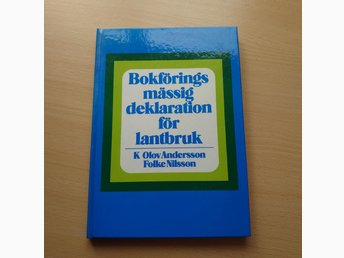 Bokförings
mässig
deklaration
för
lantbruk
K Olov Andersson
Folke Nilsson